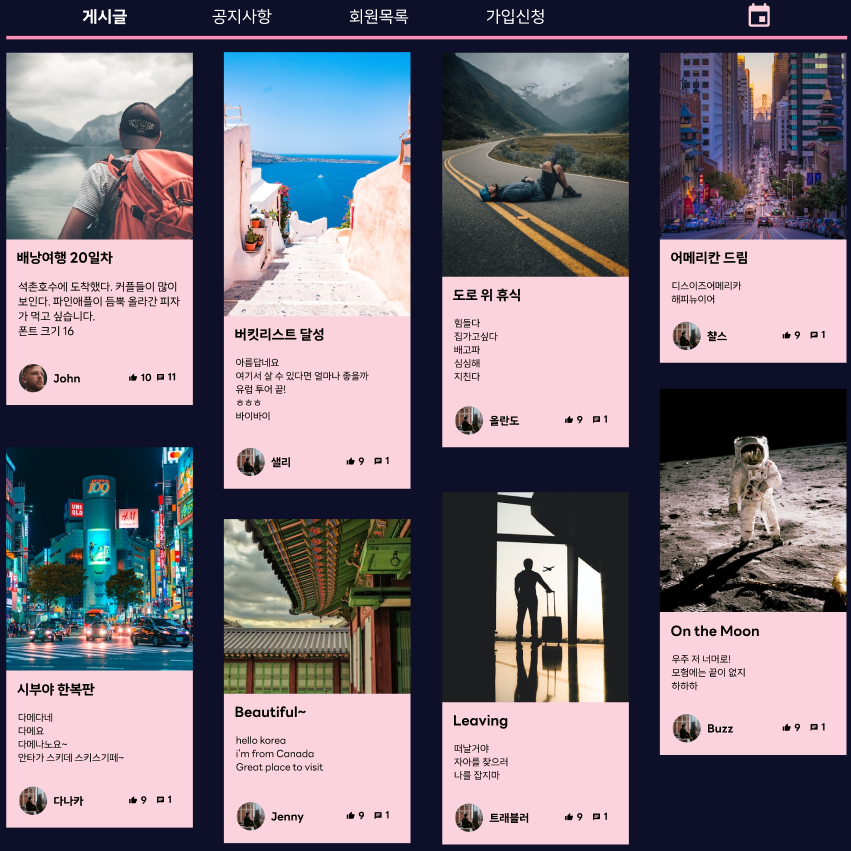 게시글
공지사항
회원목록
가입신청
배낭여행 20일차
석촌호수에 도착했다. 커플들이 많이
보인다. 파인애플이 듬북 올라간 피자
가 먹고 싶습니다.
폰트 크기 16
John
10
11
버킷리스트 달성
아름답네요
여기서 살 수 있다면 얼마나 좋을까
유럽 투어 끝!
ㅎㅎㅎ
바이바이
샐리
9
1
도로 위 휴식
힘들다
집가고싶다
배고파
심심해
지친다
올란도
9
1
어메리칸 드림
디스이즈어메리카
해피뉴이어
챨스
9
1
109
UNI
QLO
H&M
시부야 한복판
다메다네
다메요
다메나노요~
안타가 스키데 스키스기떼~
다나카
9
1
Beautiful~
hello korea
i'm from Canada
Great place to visit
Jenny
9
1
Leaving
떠날거야
자아를 찾으러
나를 잡지마
트래블러
9
1
On the Moon
우주 저 너머로!
모험에는 끝이 없지
하하하
Buzz
9
1